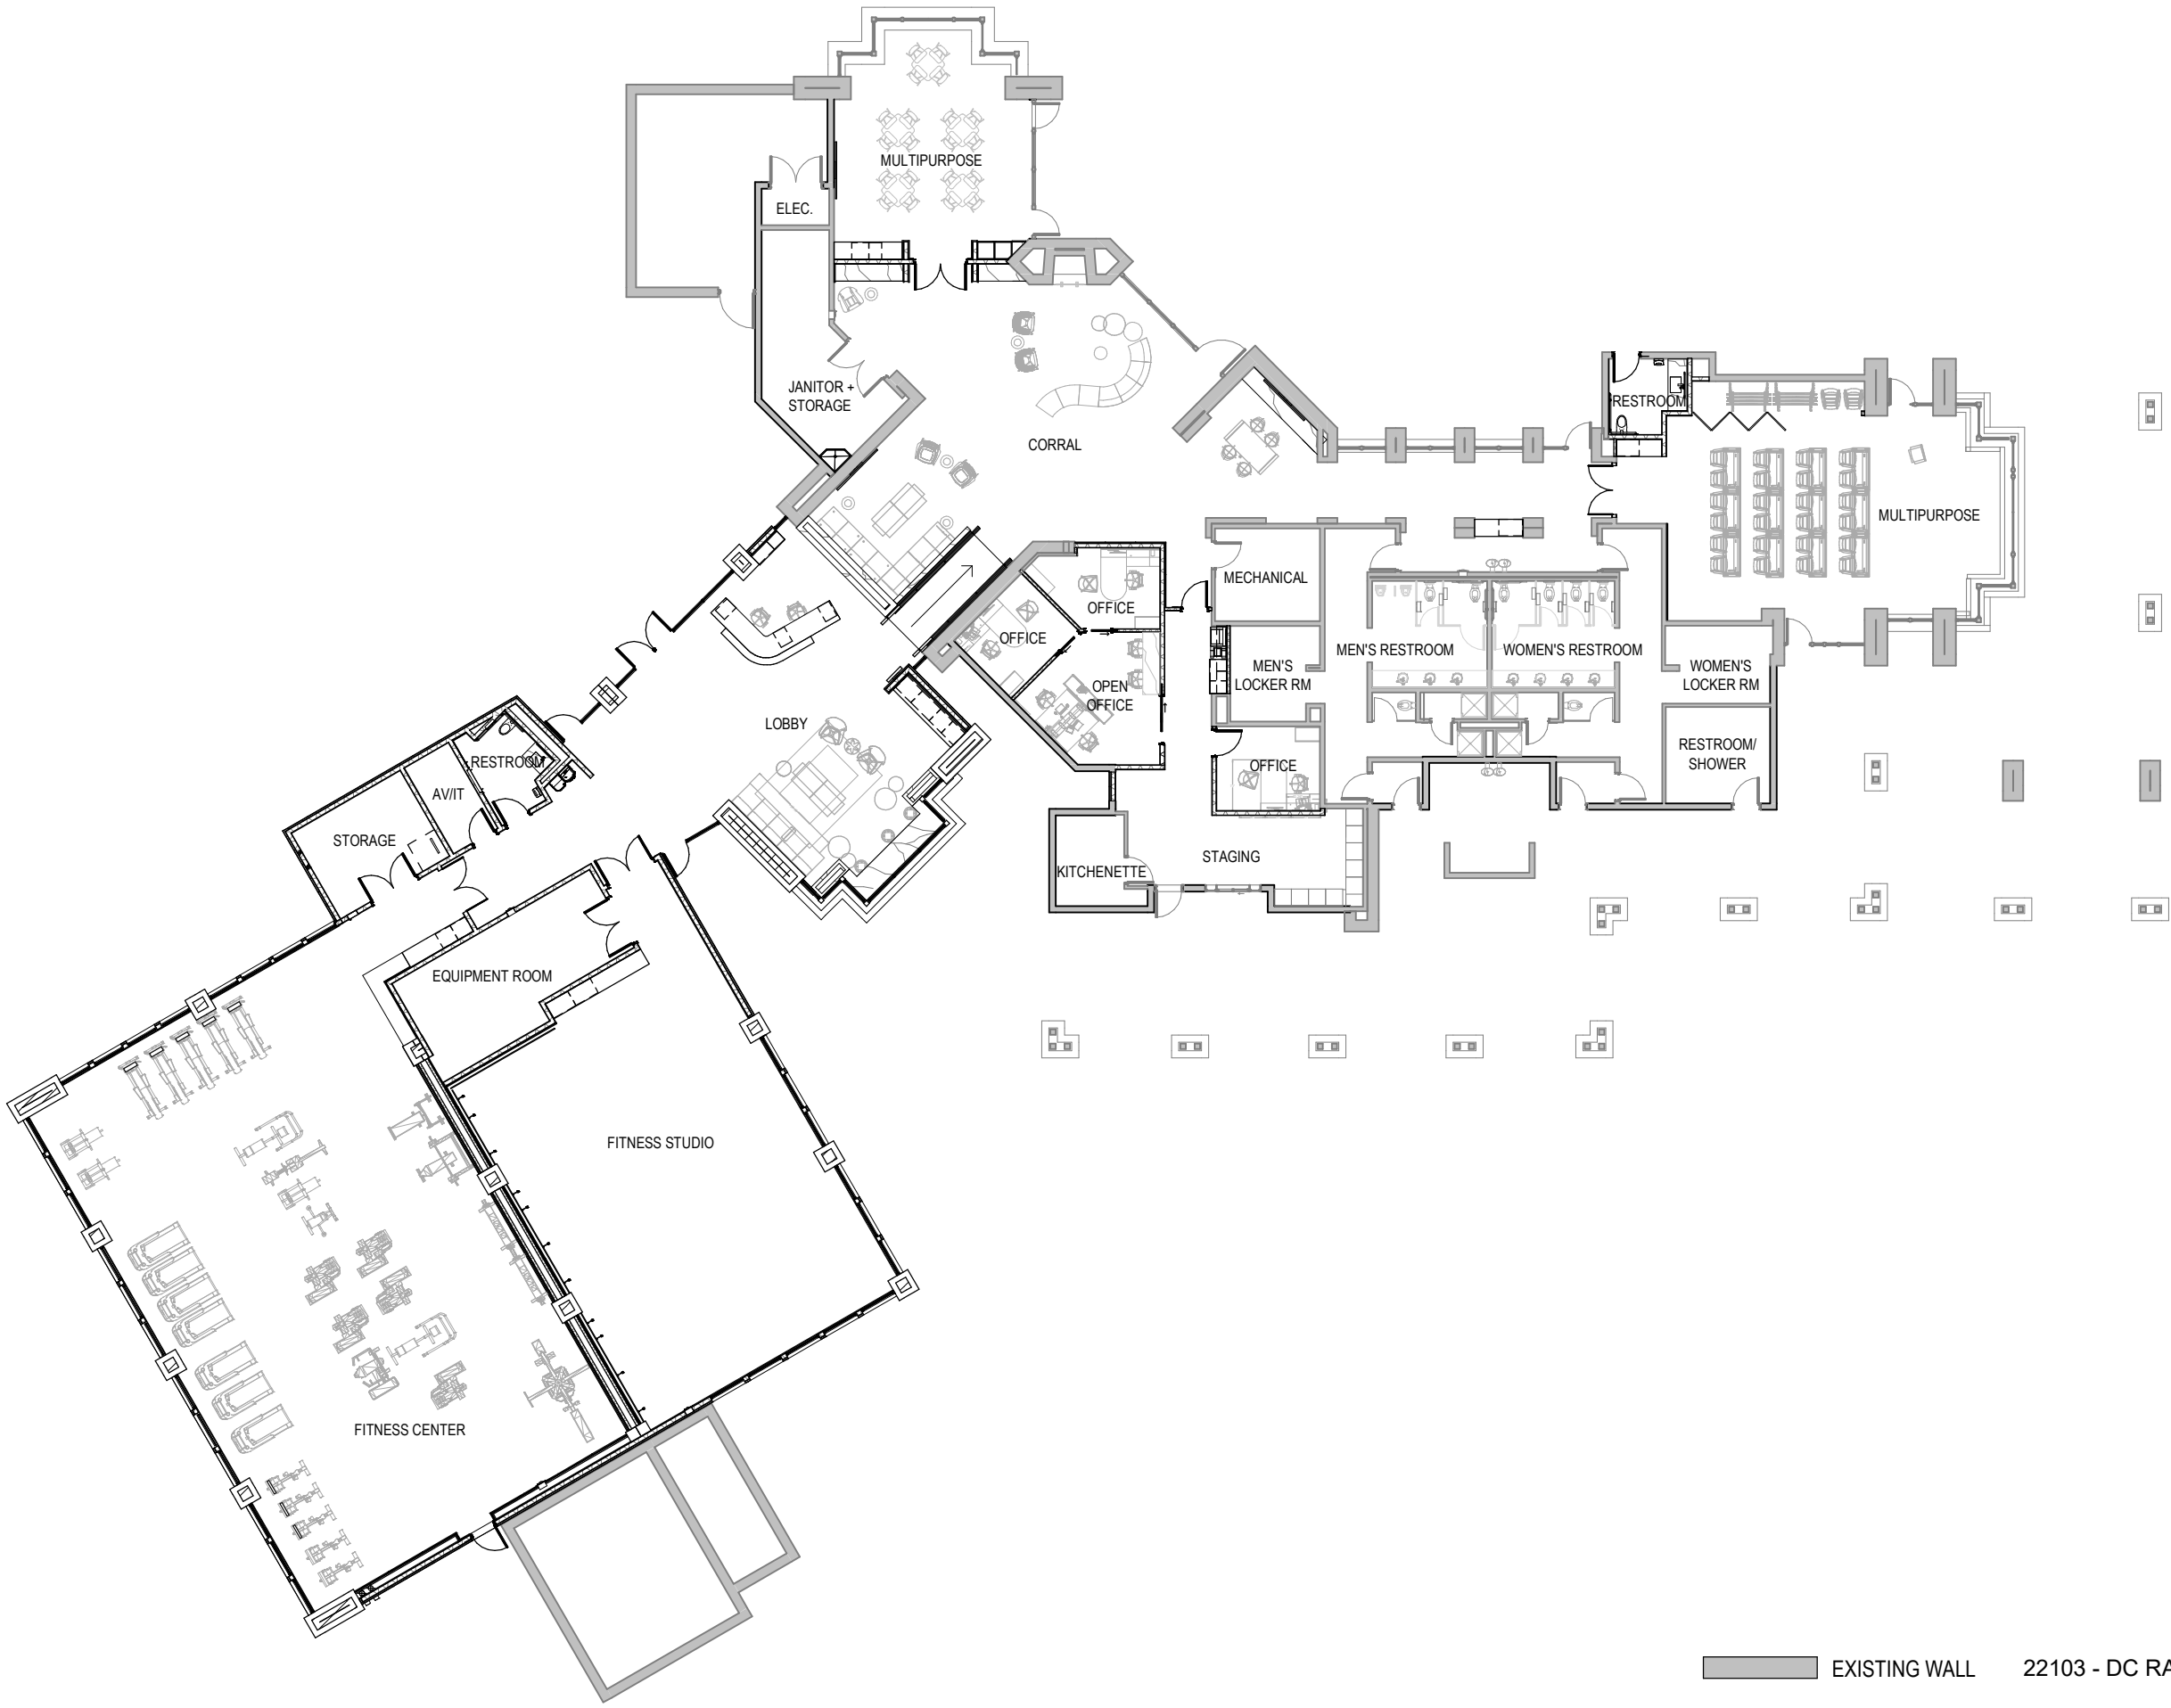 MULTIPURPOSE
ELEC.
JANITOR +
STORAGE
CORRAL
RESTROOM
MULTIPURPOSE
MECHANICAL
OFFICE
OFFICE
MEN'S RESTROOM
WOMEN'S RESTROOM
MEN'S
LOCKER RM
WOMEN'S
LOCKER RM
OPEN
OFFICE
LOBBY
RESTROOM
AV/IT
STORAGE
OFFICE
RESTROOM/
SHOWER
STAGING
KITCHENETTE
EQUIPMENT ROOM
FITNESS STUDIO
FITNESS CENTER
EXISTING WALL
22103 - DC RA